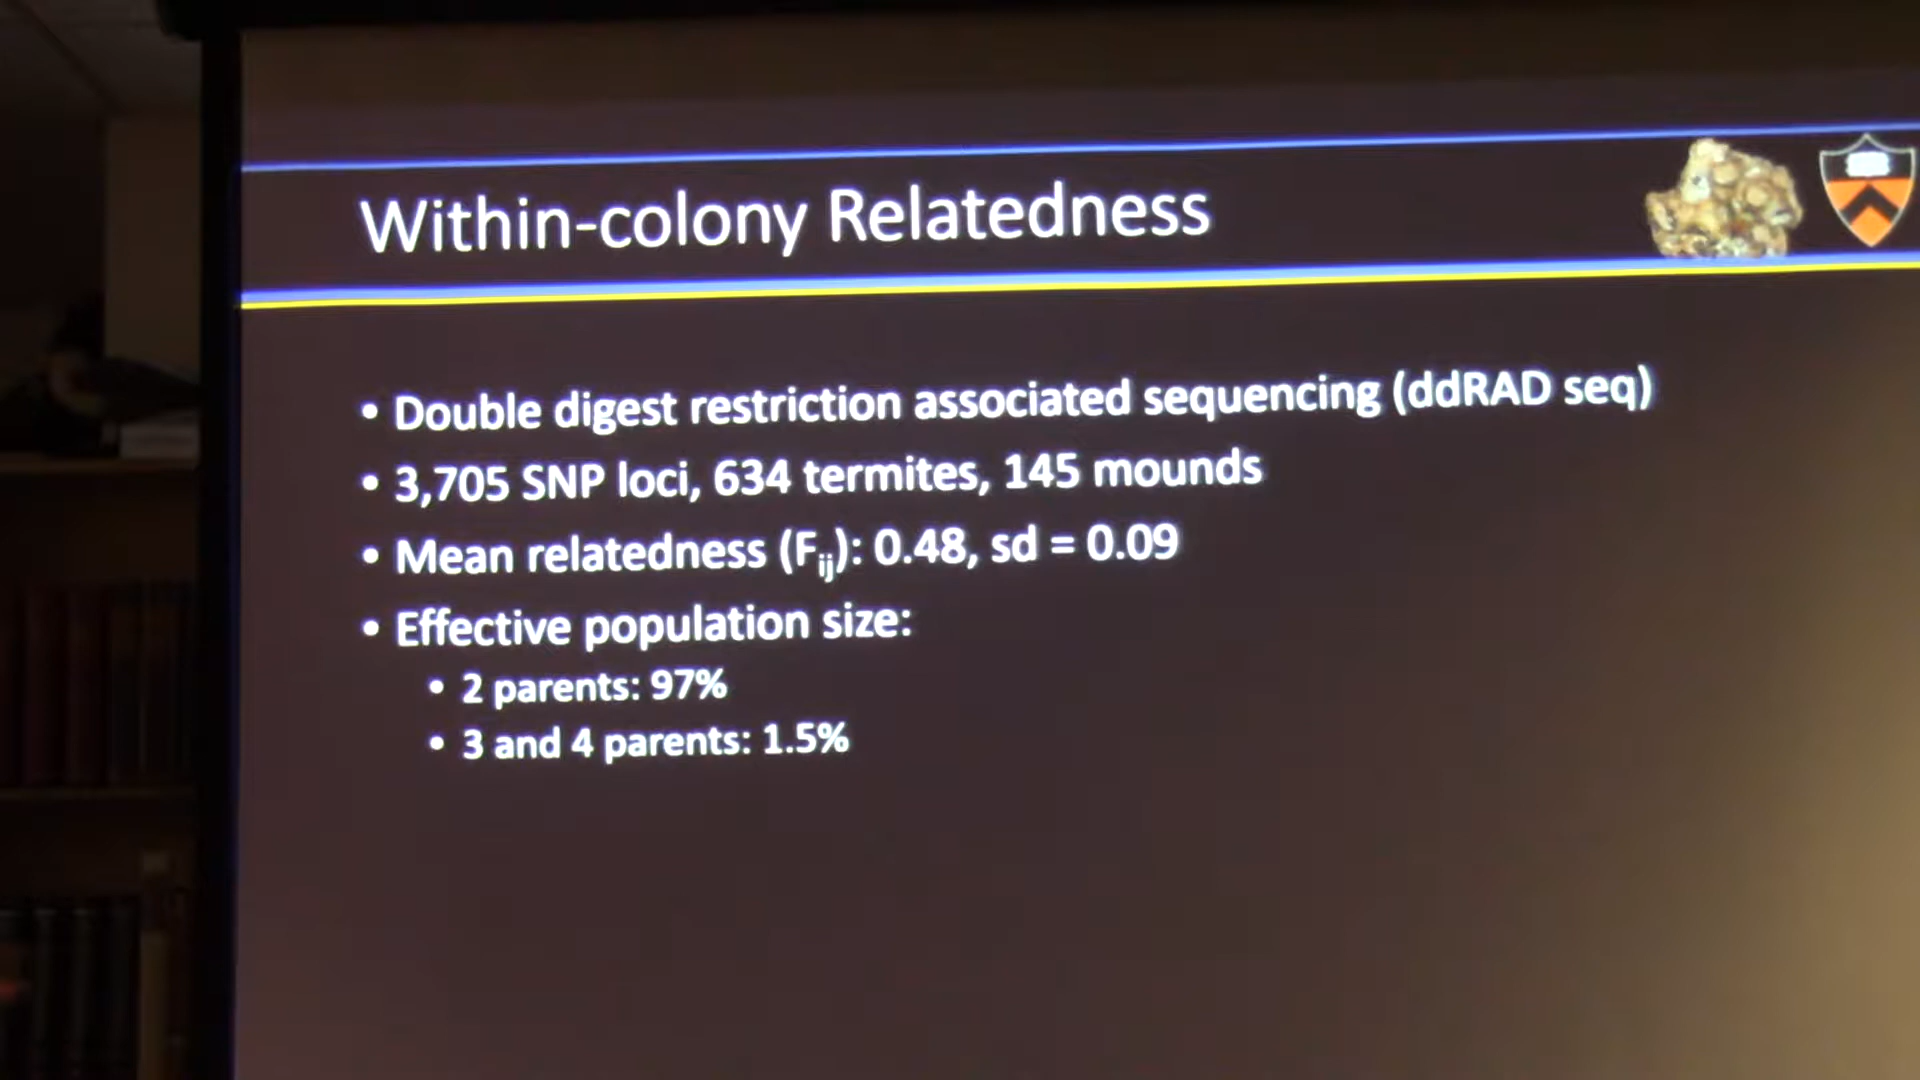 Within-colony Relatedness
• Double digest restriction associated sequencing (ddRAD seq)
• 3,705 SNP loci, 634 termites, 145 mounds
• Mean relatedness (Fij): 0.48, sd = 0.09
• Effective population size:
• 2 parents: 97%
• 3 and 4 parents: 1.5%